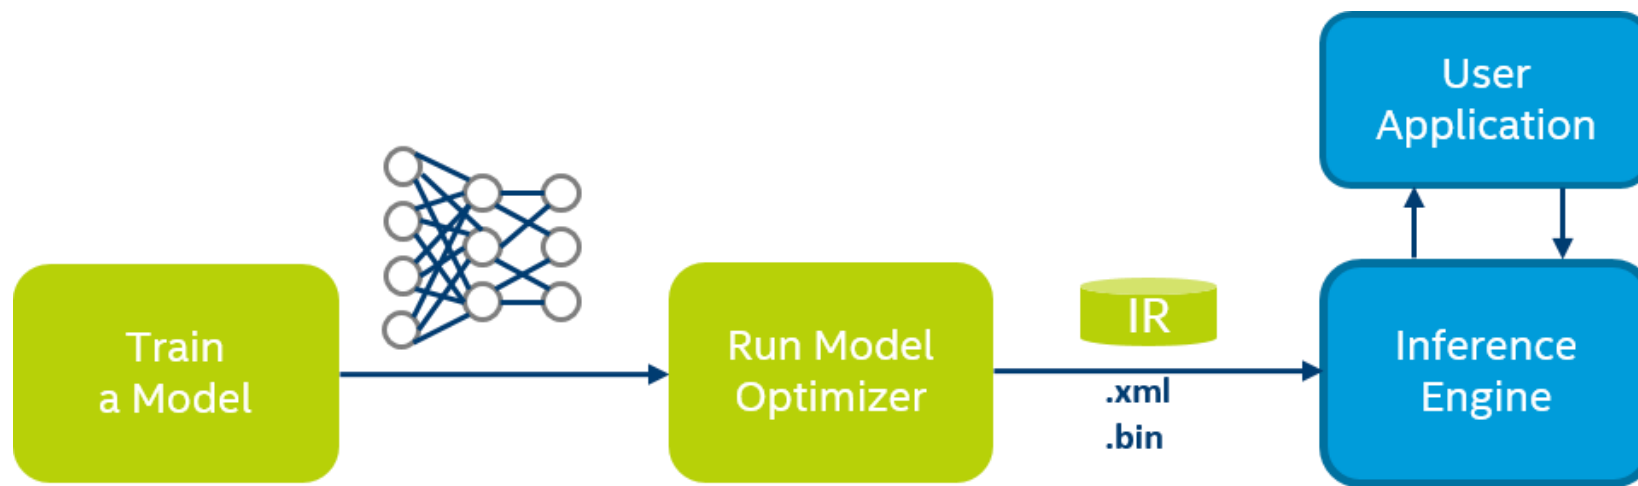 Train
a Model
Run Model
Optimizer
IR
.xml
.bin
User
Application
Inference
Engine